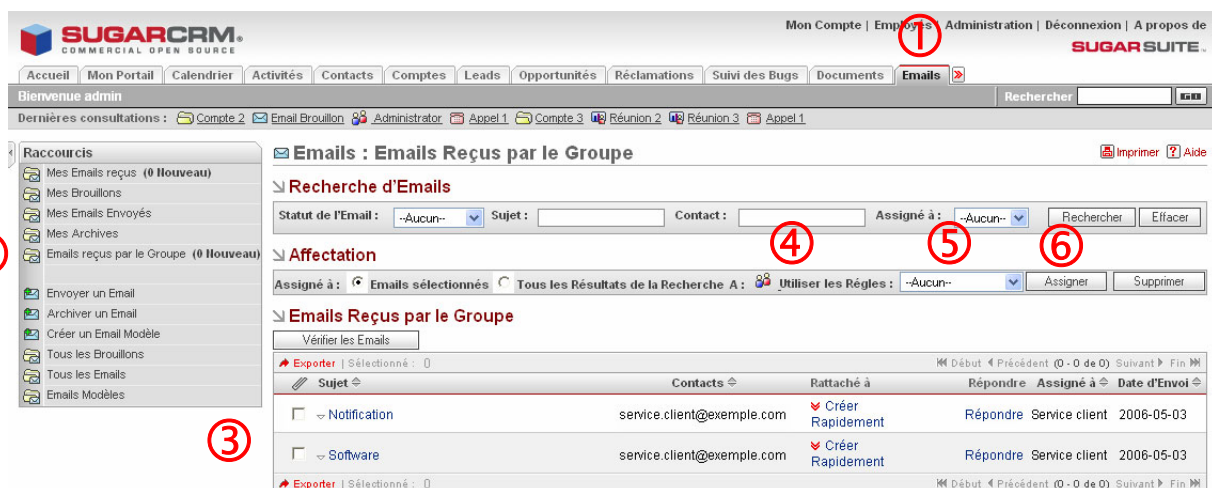 SUGARCRM.
COMMERCIAL OPEN SOURCE
Mon Compte | Employés | Administration | Déconnexion | A propos de
①
SUGARSUITE
Accueil Mon Portail Calendrier Activités Contacts Comptes Leads Opportunités Réclamations Suivi des Bugs Documents Emails
Bienvenue admin Rechercher GO
Dernières consultations : Compte 2 Email Brouillon Administrator Appel 1 Compte 3 Réunion 2 Réunion 3 Appel 1
Raccourcis
Mes Emails reçus (0 Nouveau)
Mes Brouillons
Mes Emails Envoyés
Mes Archives
Emails reçus par le Groupe (0 Nouveau)
Envoyer un Email
Archiver un Email
Créer un Email Modèle
Tous les Brouillons
Tous les Emails
Emails Modèles
③
Emails : Emails Reçus par le Groupe Imprimer ? Aide
Recherche d'Emails
Statut de l'Email : --Aucun-- Sujet : Contact : Assigné à : --Aucun-- Rechercher Effacer
④ ⑤ ⑥
Affectation
Assigné à : Emails sélectionnés Tous les Résultats de la Recherche A : Utiliser les Régles : --Aucun-- Assigner Supprimer
Emails Reçus par le Groupe
Vérifier les Emails
Exporter | Sélectionné : 0 Début Précédent (0 - 0 de 0) Suivant Fin
Sujet Contacts Rattaché à Répondre Assigné à Date d'Envoi
Notification service.client@exemple.com Créer Rapidement Répondre Service client 2006-05-03
Software service.client@exemple.com Créer Rapidement Répondre Service client 2006-05-03
Exporter | Sélectionné : 0 Début Précédent (0 - 0 de 0) Suivant Fin